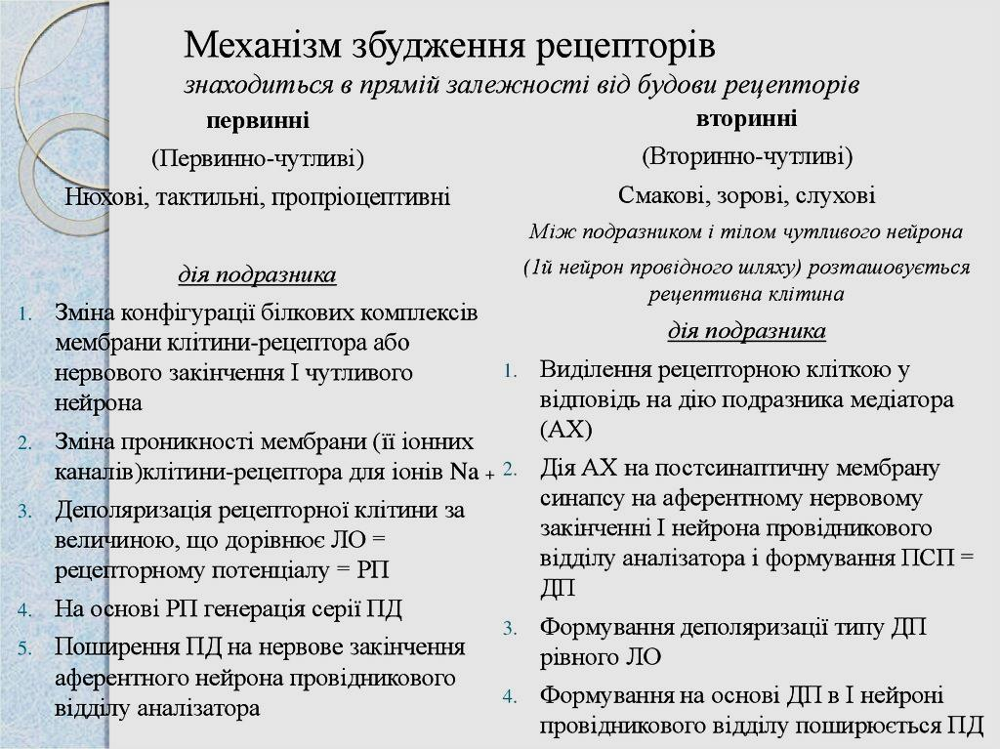 Механізм збудження рецепторів
знаходиться в прямій залежності від будови рецепторів
первинні
(Первинно-чутливі)
Нюхові, тактильні, пропріоцептивні
дія подразника
1. Зміна конфігурації білкових комплексів
мембрани клітини-рецептора або
нервового закінчення І чутливого
нейрона
2. Зміна проникності мембрани (її іонних
каналів)клітини-рецептора для іонів Na +
3. Деполяризація рецепторної клітини за
величиною, що дорівнює ЛО =
рецепторному потенціалу = РП
4. На основі РП генерація серії ПД
5. Поширення ПД на нервове закінчення
аферентного нейрона провідникового
відділу аналізатора
вторинні
(Вторинно-чутливі)
Смакові, зорові, слухові
Між подразником і тілом чутливого нейрона
(1й нейрон провідного шляху) розташовується
рецептивна клітина
дія подразника
1. Виділення рецепторною кліткою у
відповідь на дію подразника медіатора
(АХ)
2. Дія АХ на постсинаптичну мембрану
синапсу на аферентному нервовому
закінченні І нейрона провідникового
відділу аналізатора і формування ПСП =
ДП
3. Формування деполяризації типу ДП
рівного ЛО
4. Формування на основі ДП в І нейроні
провідникового відділу поширюється ПД